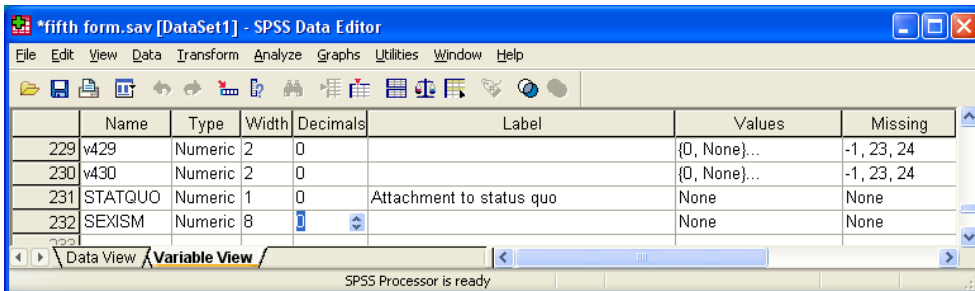 *fifth form.sav [DataSet1] - SPSS Data Editor
File Edit View Data Transform Analyze Graphs Utilities Window Help
Name Type Width Decimals Label Values Missing
229 v429 Numeric 2 0 {0, None}... -1, 23, 24
230 v430 Numeric 2 0 {0, None}... -1, 23, 24
231 STATQUO Numeric 1 0 Attachment to status quo None None
232 SEXISM Numeric 8 0 None None
Data View Variable View
SPSS Processor is ready